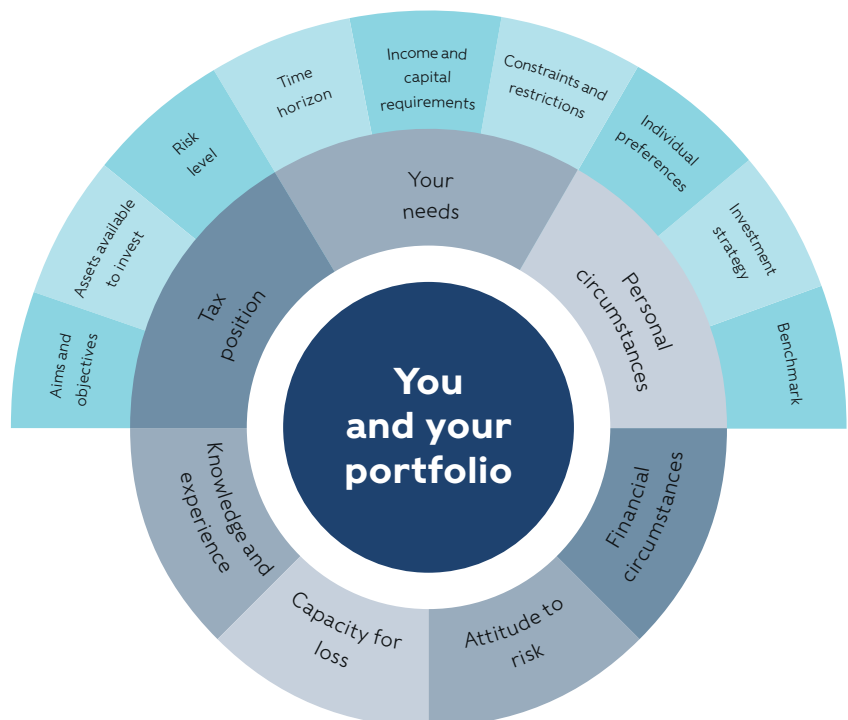 Aims and
objectives
Assets available
to invest
Risk
level
Time
horizon
Income and
capital
requirements
Constraints and
restrictions
Individual
preferences
Investment
strategy
Benchmark
Tax
position
Your
needs
Personal
circumstances
Financial
circumstances
Attitude to
risk
Capacity for
loss
Knowledge and
experience
You
and your
portfolio